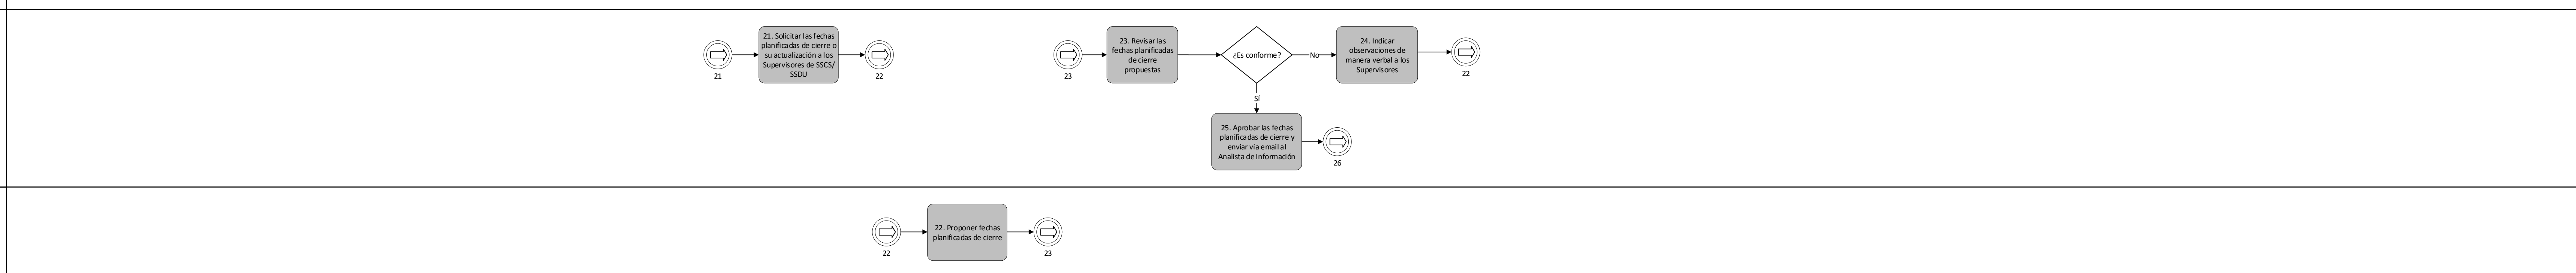 21. Solicitar las fechas
planificadas de cierre o
su actualización a los
Supervisores de SSCS/
SSDU
21
22
23. Revisar las
fechas planificadas
de cierre
propuestas
23
¿Es conforme?
No
24. Indicar
observaciones de
manera verbal a los
Supervisores
22
Sí
25. Aprobar las fechas
planificadas de cierre y
enviar vía email al
Analista de Información
26
22. Proponer fechas
planificadas de cierre
22
23